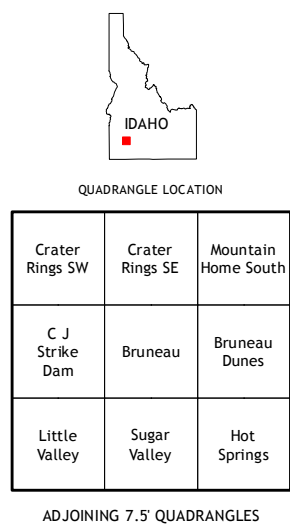 IDAHO
QUADRANGLE LOCATION
Crater
Rings SW
Crater
Rings SE
Mountain
Home South
C J
Strike
Dam
Bruneau
Bruneau
Dunes
Little
Valley
Sugar
Valley
Hot
Springs
ADJOINING 7.5' QUADRANGLES